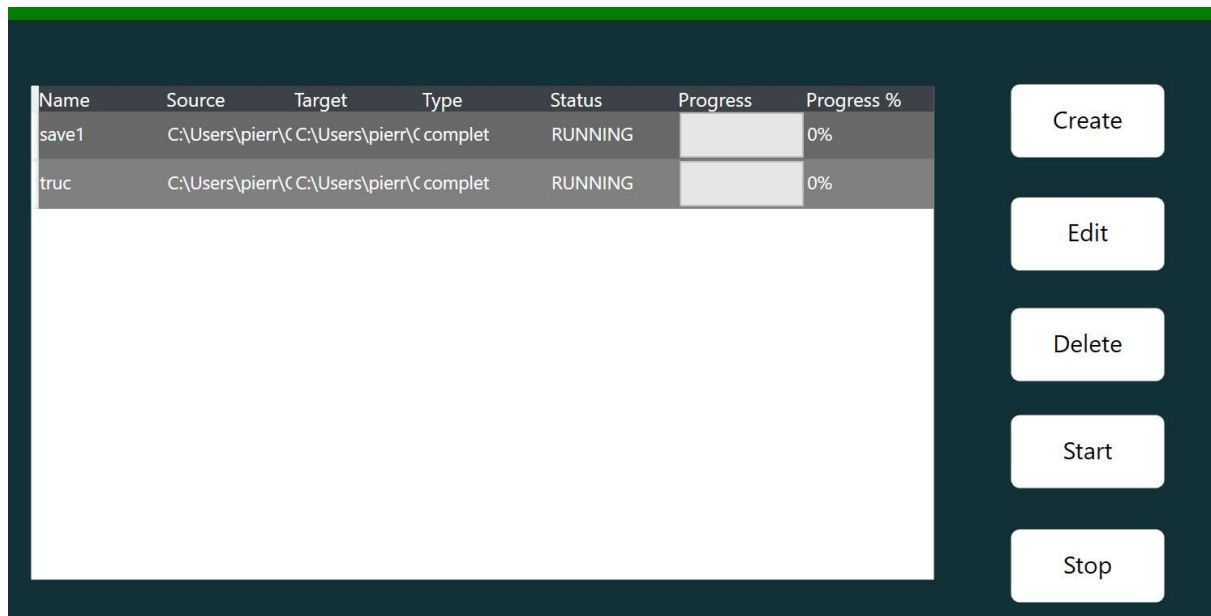 Name Source Target Type Status Progress Progress %
save1 C:\Users\pierr\C C:\Users\pierr\C complet RUNNING 0%
truc C:\Users\pierr\C C:\Users\pierr\C complet RUNNING 0%
Create
Edit
Delete
Start
Stop